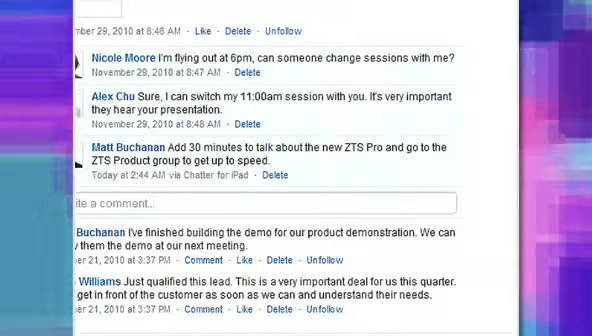 mber 29, 2010 at 8:46 AM · Like · Delete · Unfollow
Nicole Moore I'm flying out at 6pm, can someone change sessions with me?
November 29, 2010 at 8:47 AM · Delete
Alex Chu Sure, I can switch my 11:00am session with you. It's very important
they hear your presentation.
November 29, 2010 at 8:48 AM · Delete
Matt Buchanan Add 30 minutes to talk about the new ZTS Pro and go to the
ZTS Product group to get up to speed.
Today at 2:44 AM via Chatter for iPad · Delete
ite a comment...
Buchanan I've finished building the demo for our product demonstration. We can
them the demo at our next meeting.
er 21, 2010 at 3:37 PM · Comment · Like · Delete · Unfollow
Williams Just qualified this lead. This is a very important deal for us this quarter.
get in front of the customer as soon as we can and understand their needs.
er 21, 2010 at 3:37 PM · Comment · Like · Delete · Unfollow